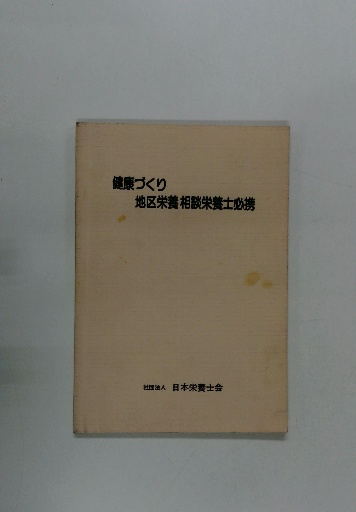 健康づくり
地区栄養相談栄養士必携
社団法人 日本栄養士会